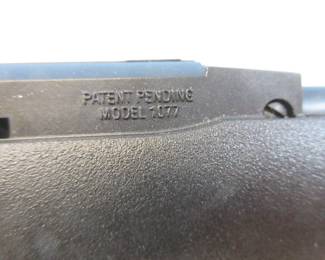 PATENT PENDING
MODEL 1077